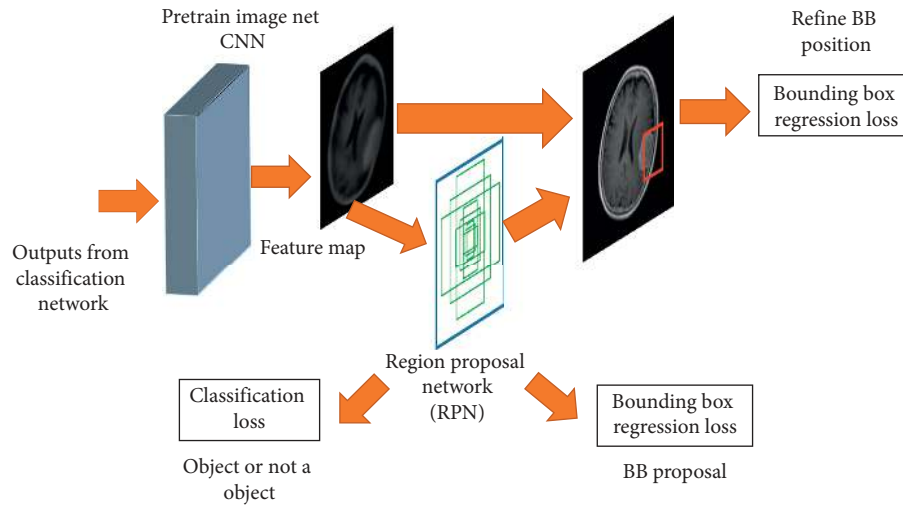 Pretrain image net
CNN
Refine BB
position
Bounding box
regression loss
Outputs from
classification
network
Feature map
Region proposal
network
(RPN)
Classification
loss
Object or not a
object
Bounding box
regression loss
BB proposal